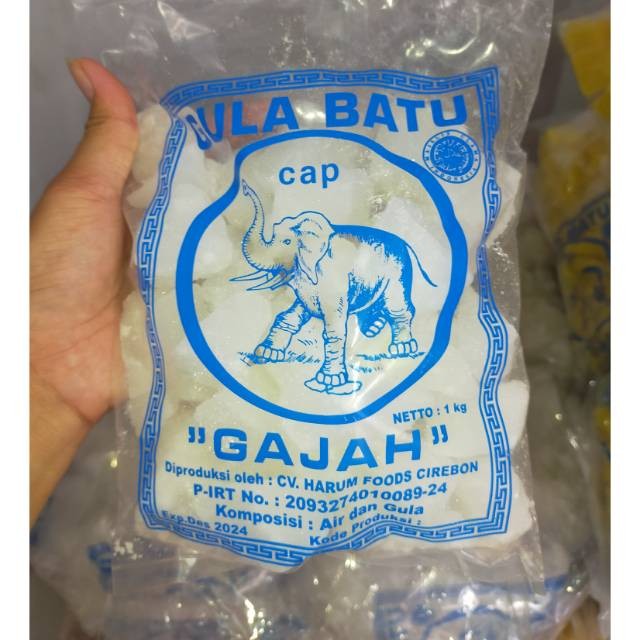 GULA BATU
cap
NETTO : 1 kg
"GAJAH"
Diproduksi oleh : CV. HARUM FOODS CIREBON
P-IRT No. : 2093274010089-24
Komposisi : Air dan Gula
Exp.Des 2024
Kode Produksi :
BATU